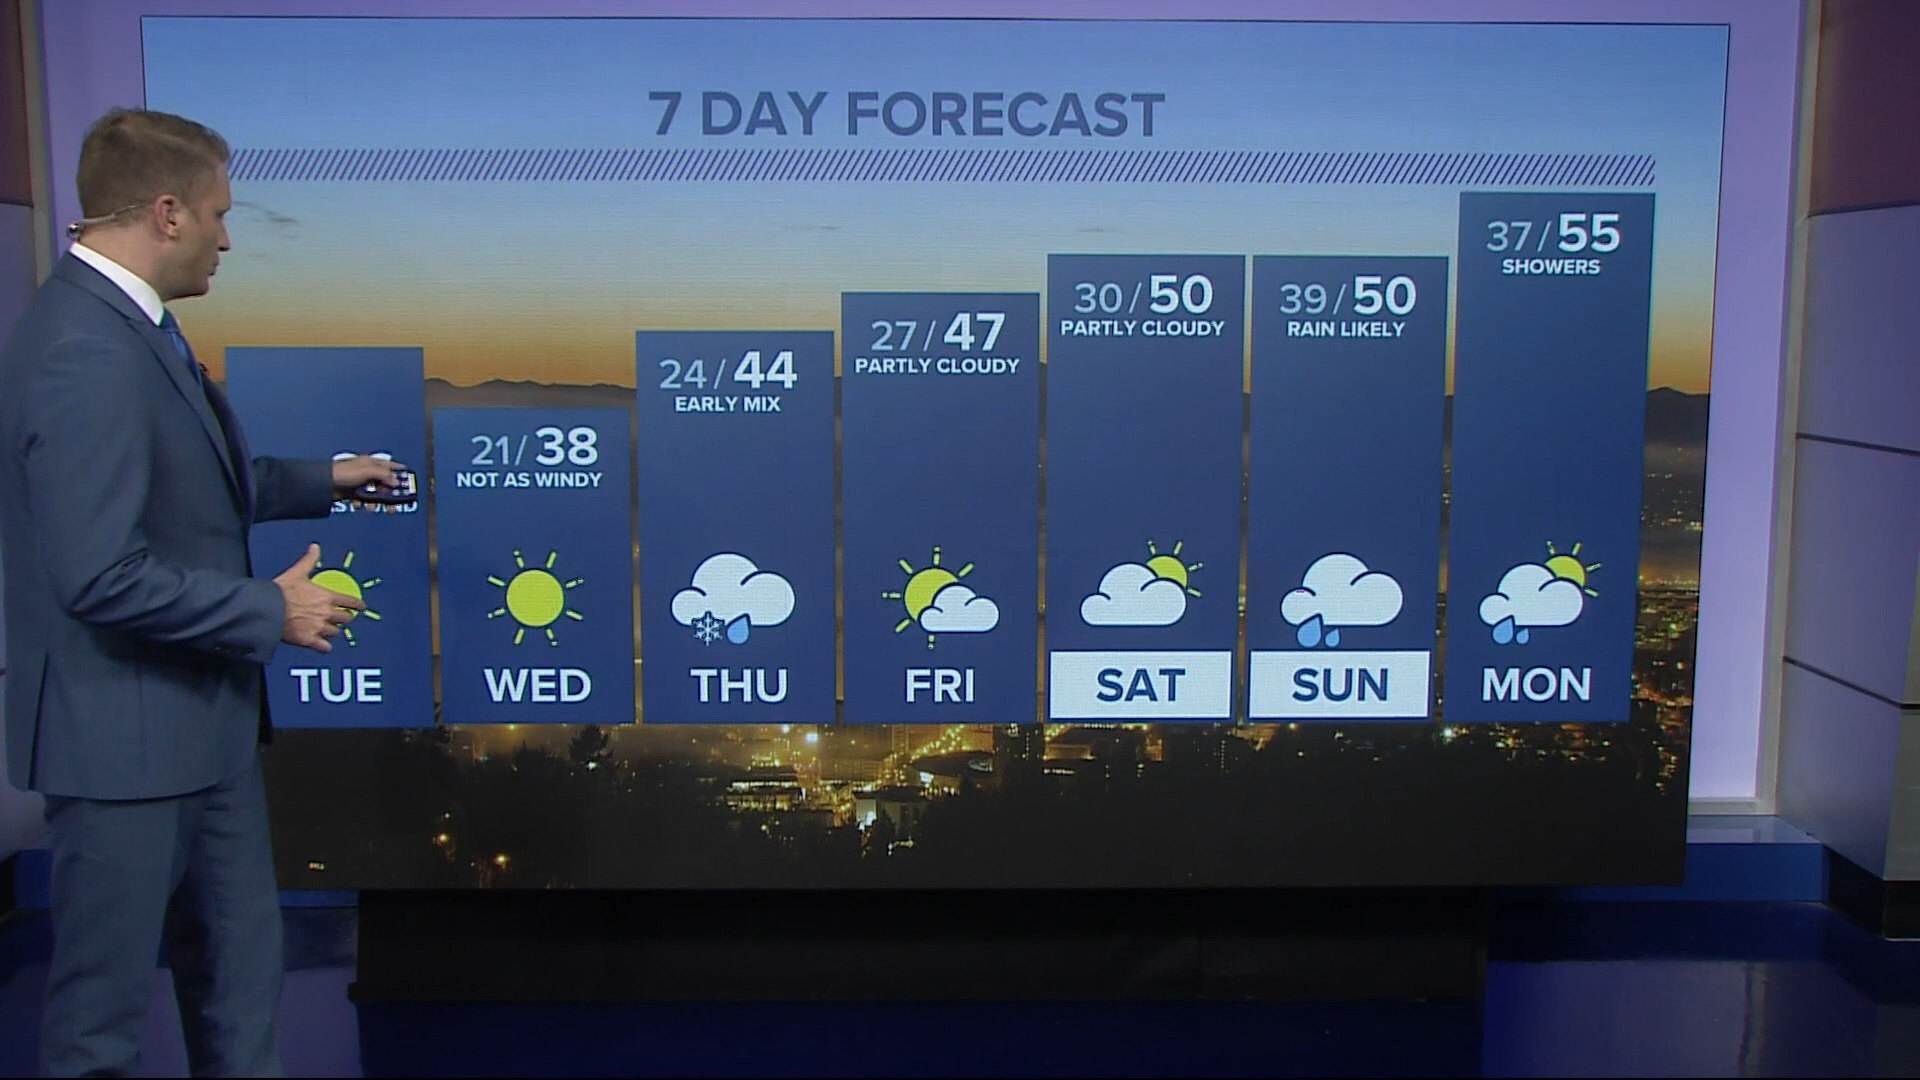 7 DAY FORECAST
37/55
SHOWERS
30/50
PARTLY CLOUDY
39/50
RAIN LIKELY
27/47
PARTLY CLOUDY
24/44
EARLY MIX
21/38
NOT AS WINDY
TUE
WED
THU
FRI
SAT
SUN
MON